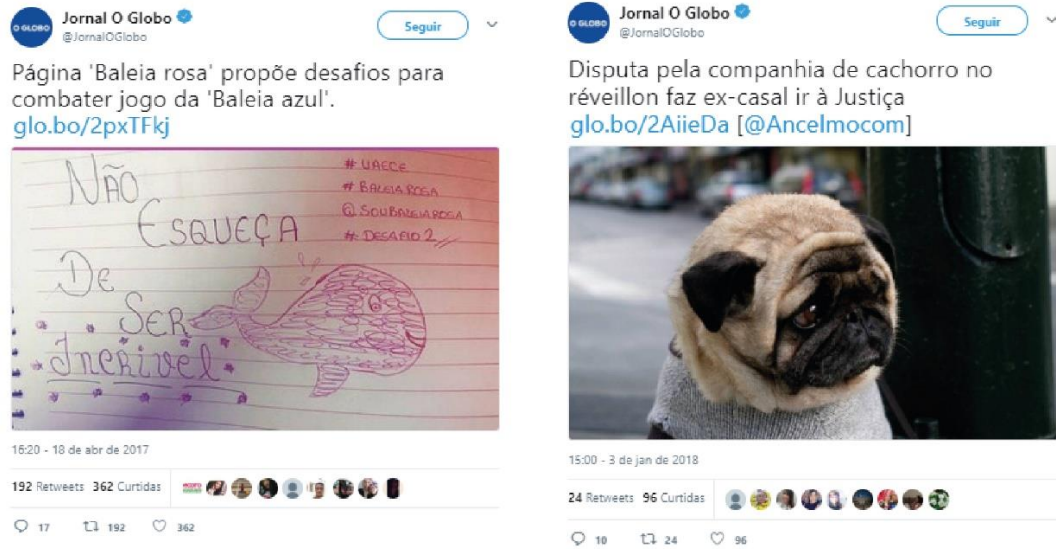 Jornal O Globo
@JornalOGlobo
Seguir
Página 'Baleia rosa' propõe desafios para
combater jogo da 'Baleia azul'.
glo.bo/2pxTFkj
NÃO
ESQUEÇA
DE
SER
INCRÍVEL
# UAECE
# BALEIA ROSA
@SOUBALEIAROSA
# DESAFIO 2
16:20 - 18 de abr de 2017
192 Retweets 362 Curtidas
17 192 362
O GLOBO
Jornal O Globo
@JornalOGlobo
Seguir
Disputa pela companhia de cachorro no
réveillon faz ex-casal ir à Justiça
glo.bo/2AiieDa [@Ancelmocom]
15:00 - 3 de jan de 2018
24 Retweets 96 Curtidas
10 24 96